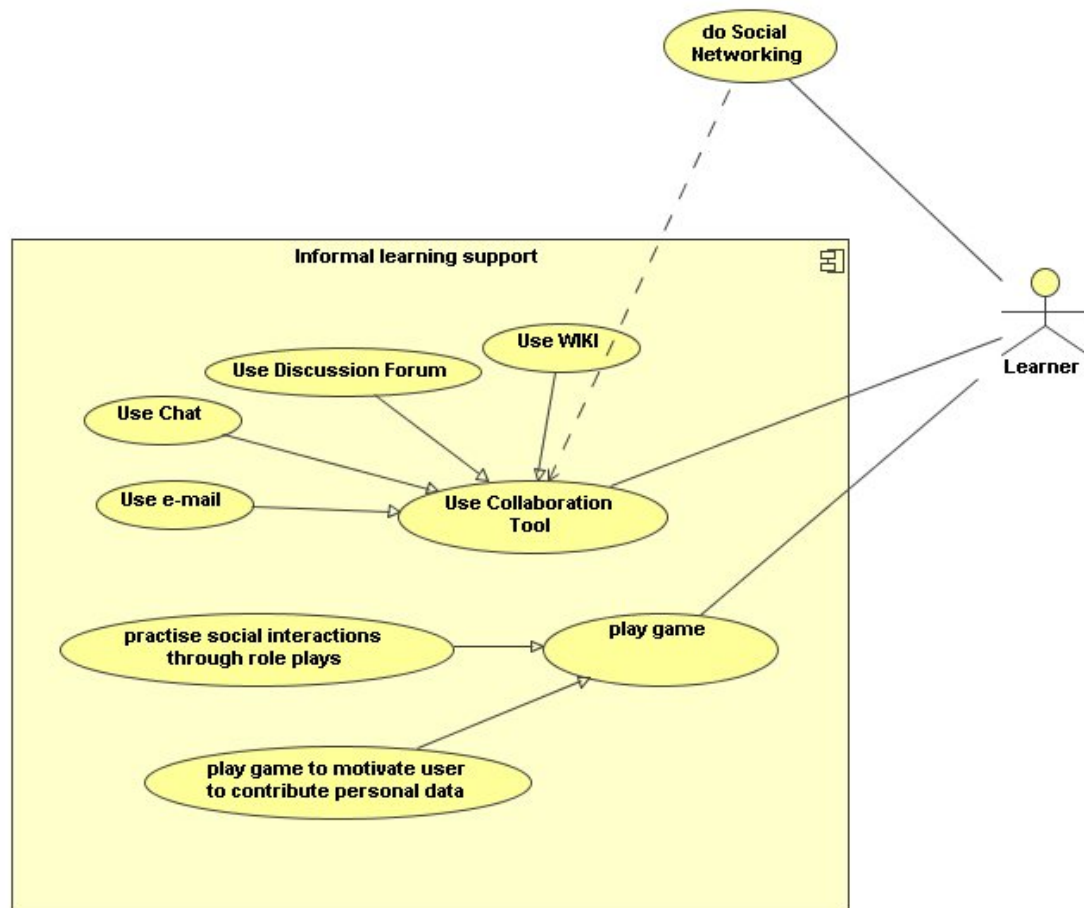 do Social
Networking
Informal learning support
Use WIKI
Use Discussion Forum
Learner
Use Chat
Use e-mail
Use Collaboration
Tool
practise social interactions
through role plays
play game
play game to motivate user
to contribute personal data